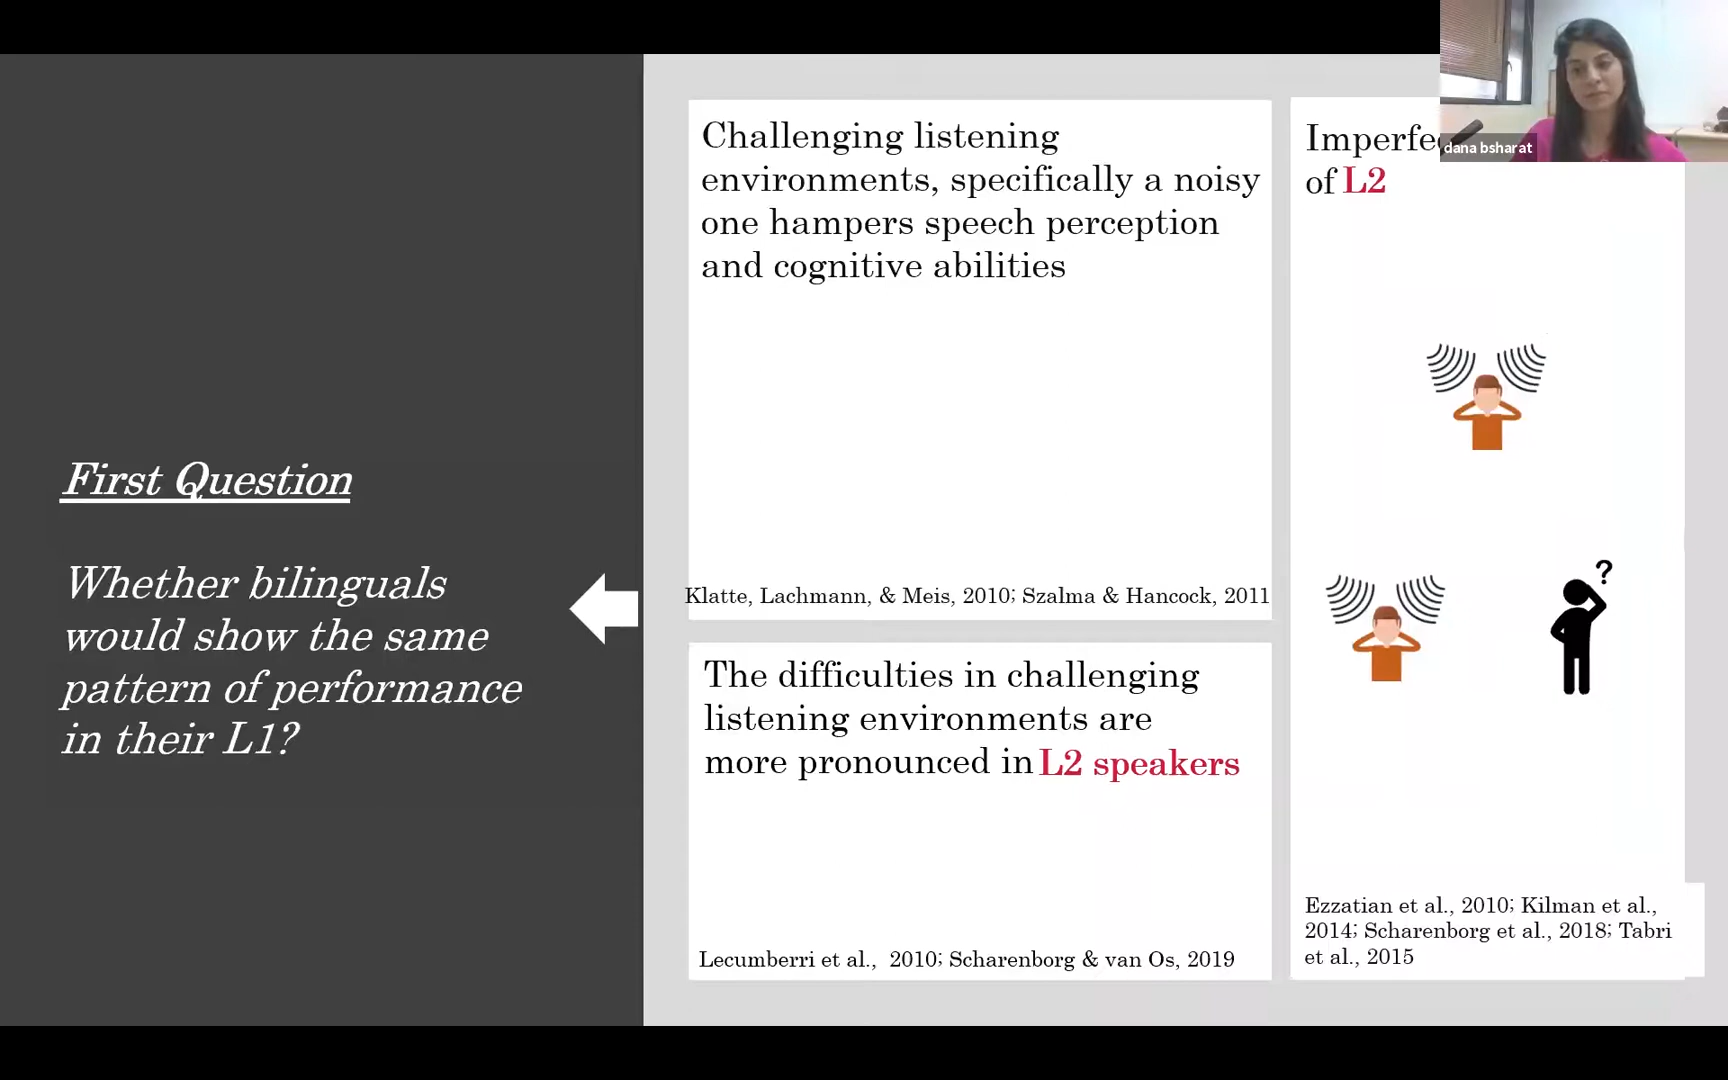 First Question
Whether bilinguals
would show the same
pattern of performance
in their L1?
Challenging listening
environments, specifically a noisy
one hampers speech perception
and cognitive abilities
Klatte, Lachmann, & Meis, 2010; Szalma & Hancock, 2011
The difficulties in challenging
listening environments are
more pronounced in L2 speakers
Lecumberri et al., 2010; Scharenborg & van Os, 2019
of L2
?
Ezzatian et al., 2010; Kilman et al.,
2014; Scharenborg et al., 2018; Tabri
et al., 2015
dana bsharat